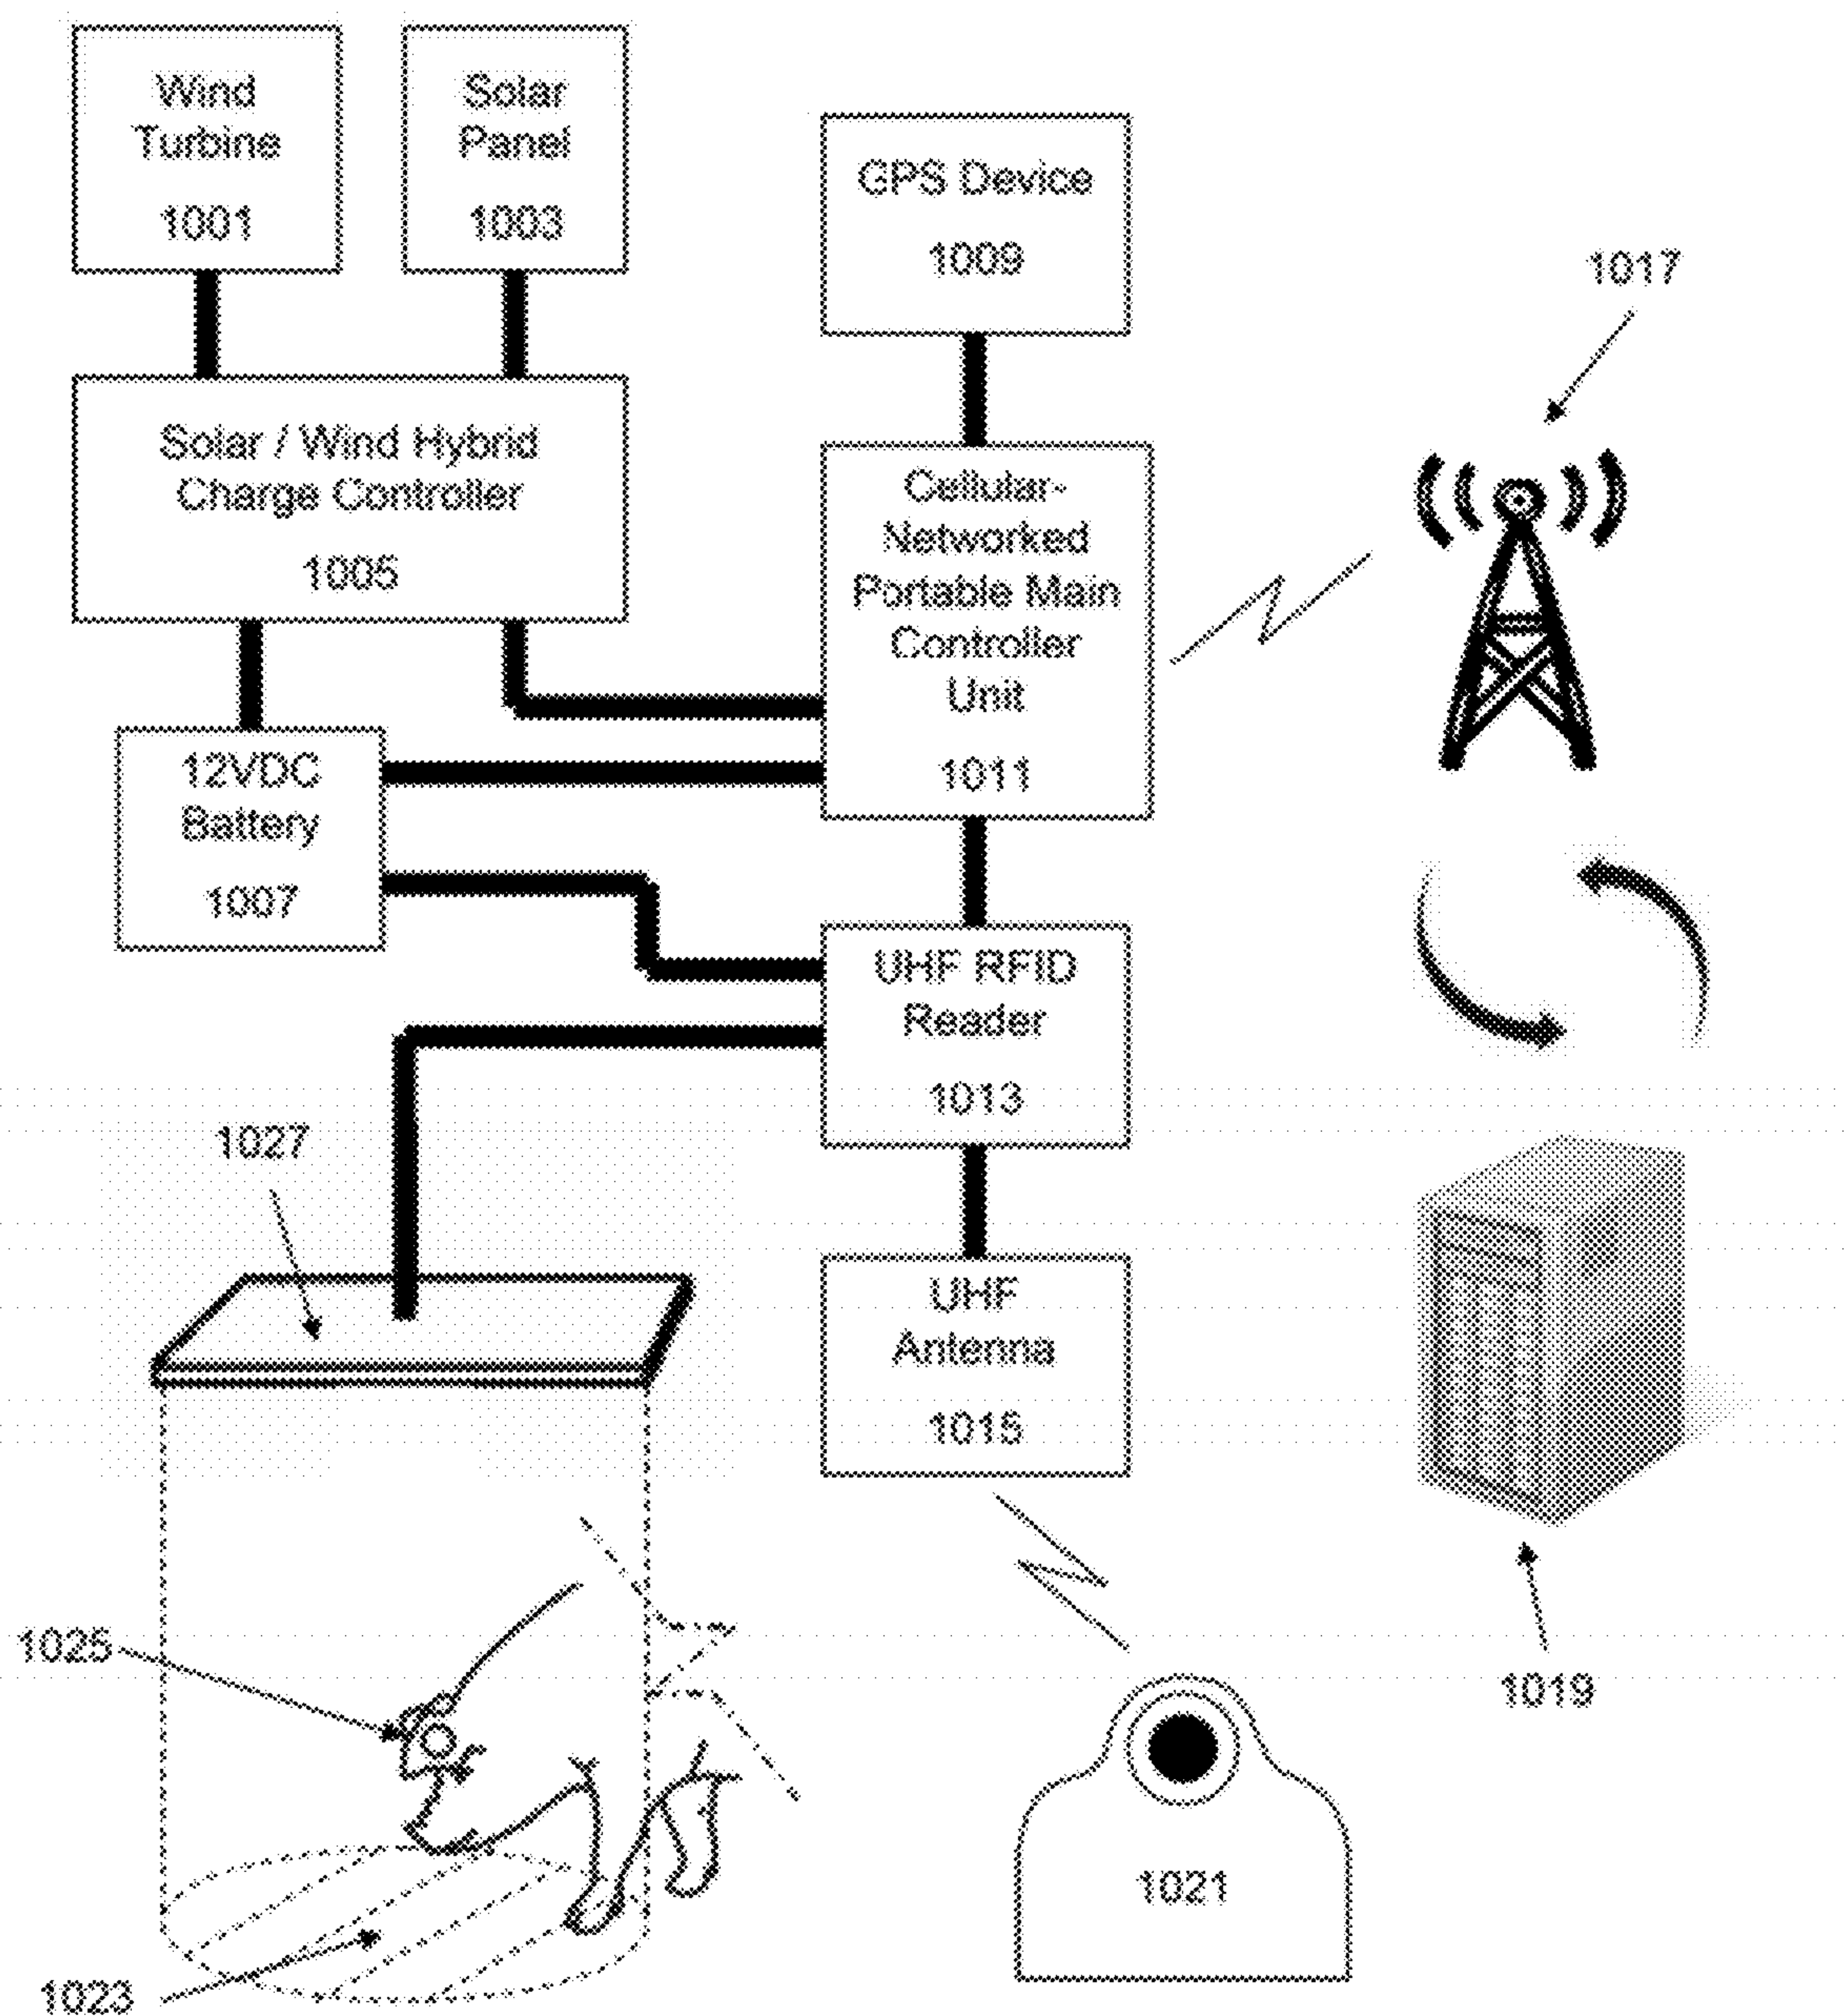 Wind
Turbine
1001
Solar
Panel
1003
GPS Device
1009
1017
Solar / Wind Hybrid
Charge Controller
1005
Cellular-
Networked
Portable Main
Controller
Unit
1011
12VDC
Battery
1007
UHF RFID
Reader
1013
1027
UHF
Antenna
1015
1025
1019
1021
1023